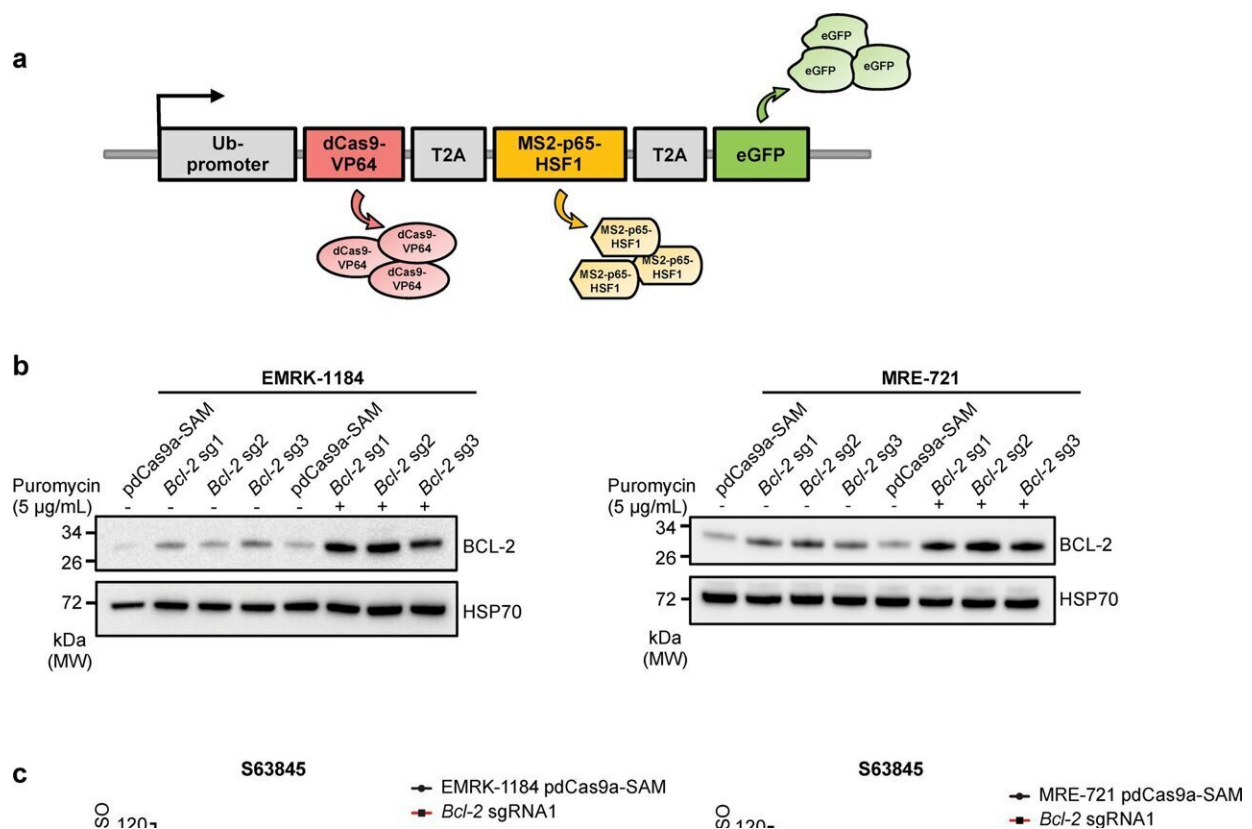 a
eGFP
eGFP
eGFP
Ub-
promoter
dCas9-
VP64
T2A
MS2-p65-
HSF1
T2A
eGFP
dCas9-
VP64
dCas9-
VP64
dCas9-
VP64
MS2-p65-
HSF1
MS2-p65-
HSF1
MS2-p65-
HSF1
b
EMRK-1184
pdCas9a-SAM
Bcl-2 sg1
Bcl-2 sg2
Bcl-2 sg3
pdCas9a-SAM
Bcl-2 sg1
Bcl-2 sg2
Bcl-2 sg3
Puromycin
(5 µg/mL) - - - - - + + +
34
26
BCL-2
72
HSP70
kDa
(MW)
MRE-721
pdCas9a-SAM
Bcl-2 sg1
Bcl-2 sg2
Bcl-2 sg3
pdCas9a-SAM
Bcl-2 sg1
Bcl-2 sg2
Bcl-2 sg3
Puromycin
(5 µg/mL) - - - - - + + +
34
26
BCL-2
72
HSP70
kDa
(MW)
c
S63845
EMRK-1184 pdCas9a-SAM
Bcl-2 sgRNA1
120
S63845
MRE-721 pdCas9a-SAM
Bcl-2 sgRNA1
120